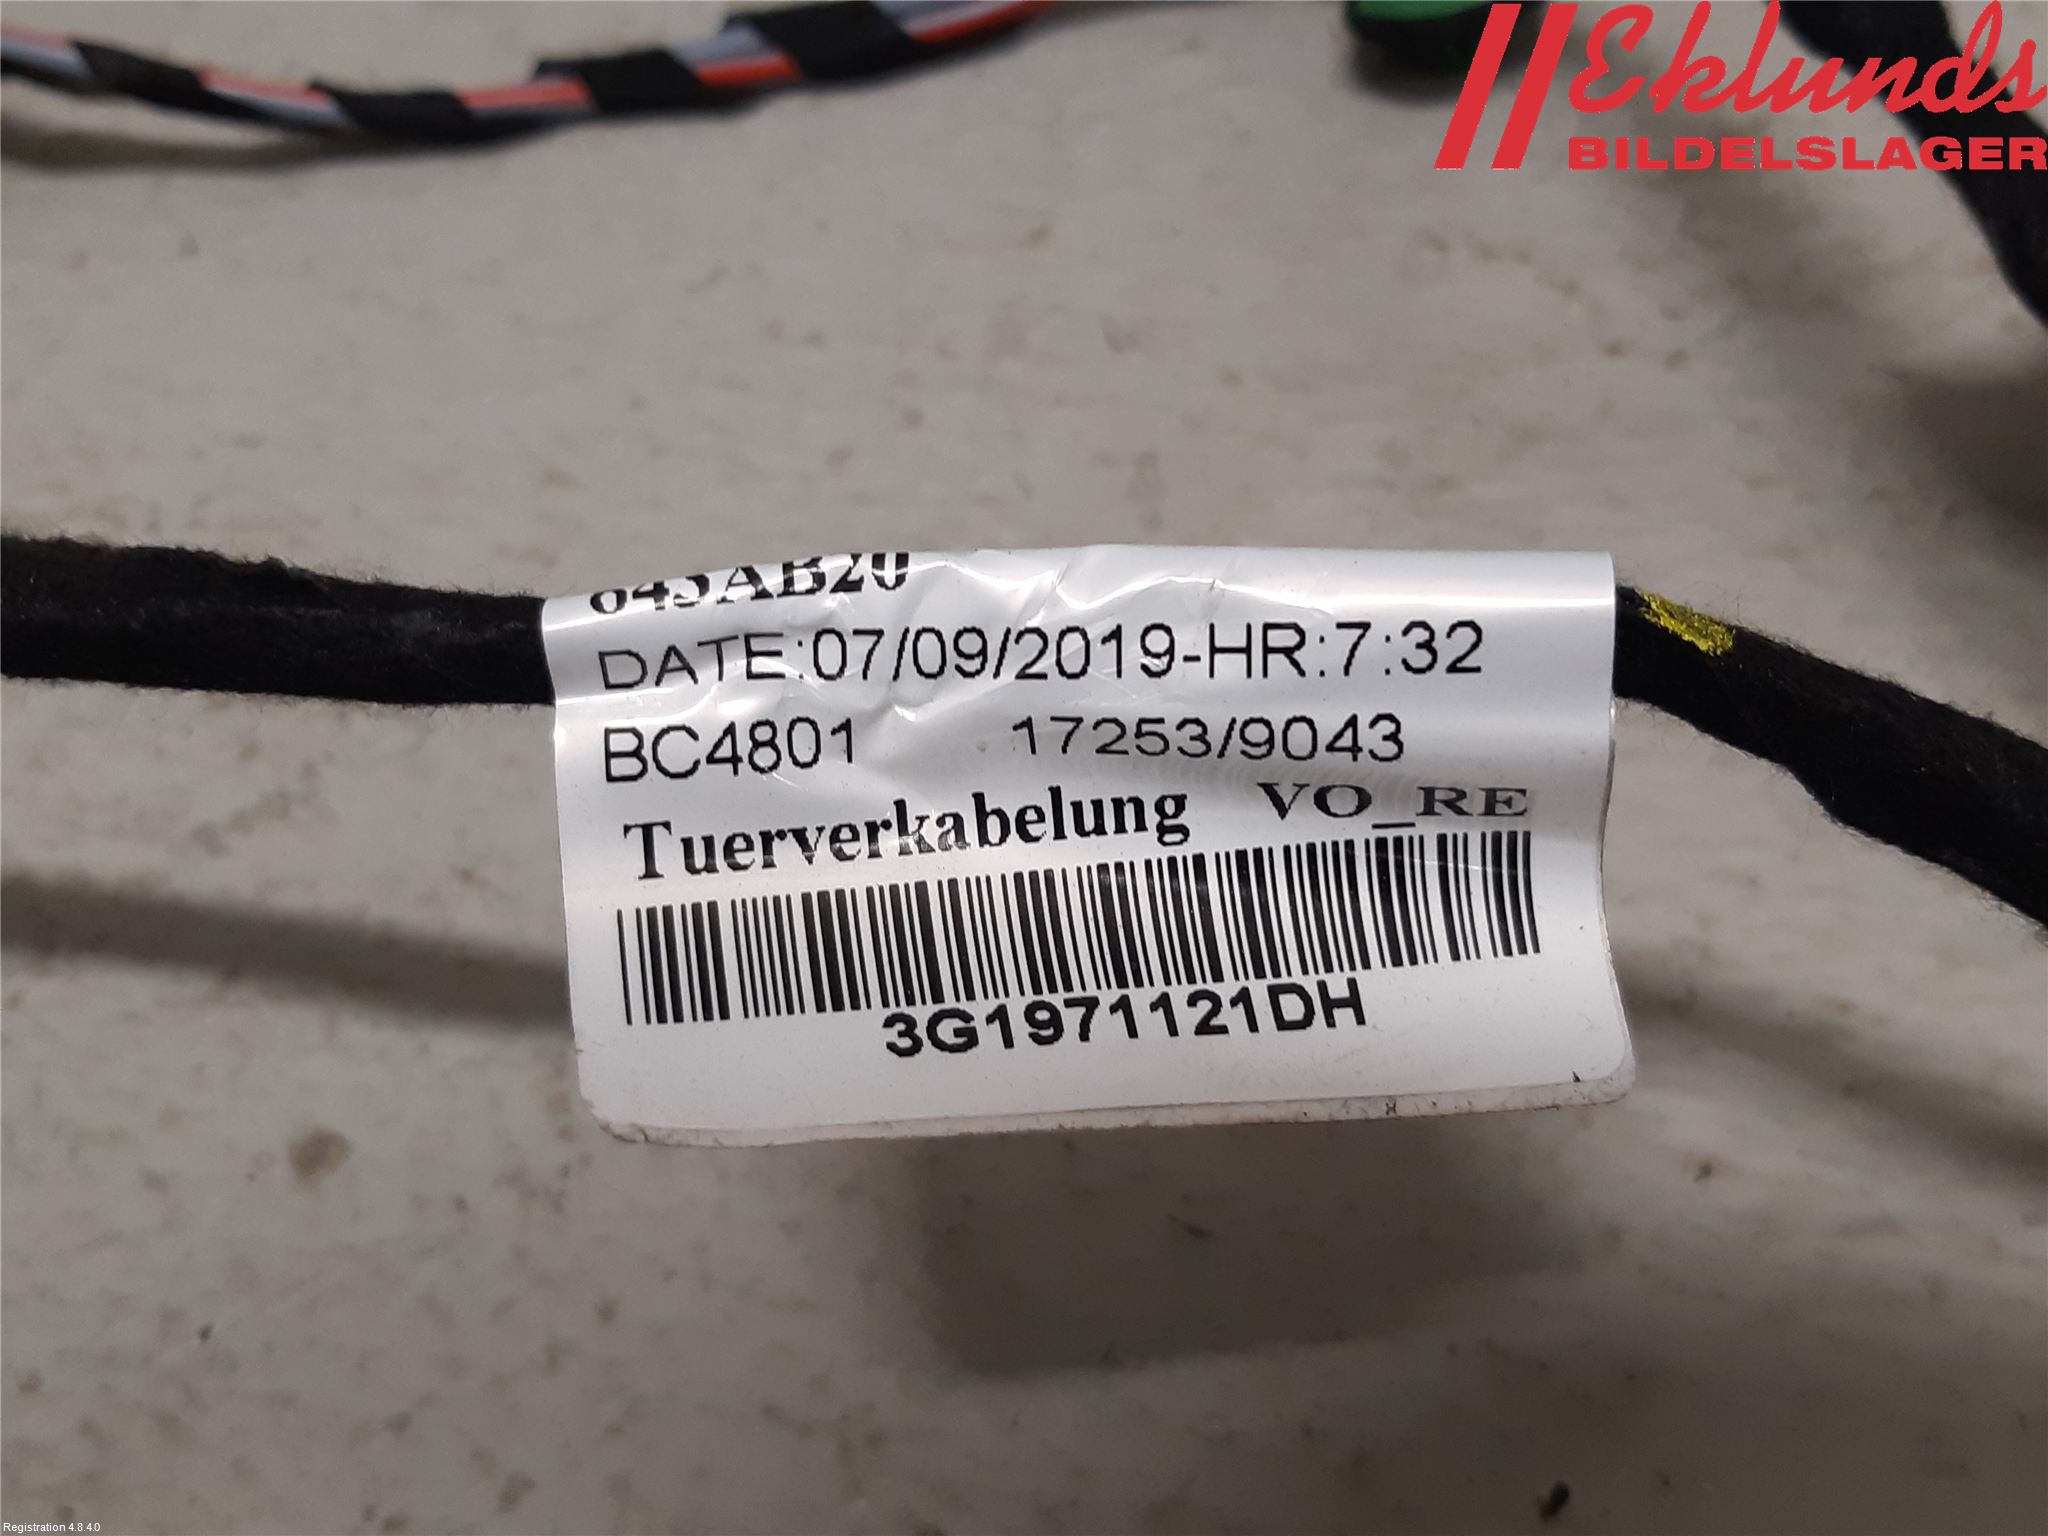 Eklunds
BILDELSLAGER
DATE:07/09/2019-HR:7:32
BC4801 17253/9043
Tuerverkabelung VO_RE
3G1971121DH
Registration 4.8.4.0